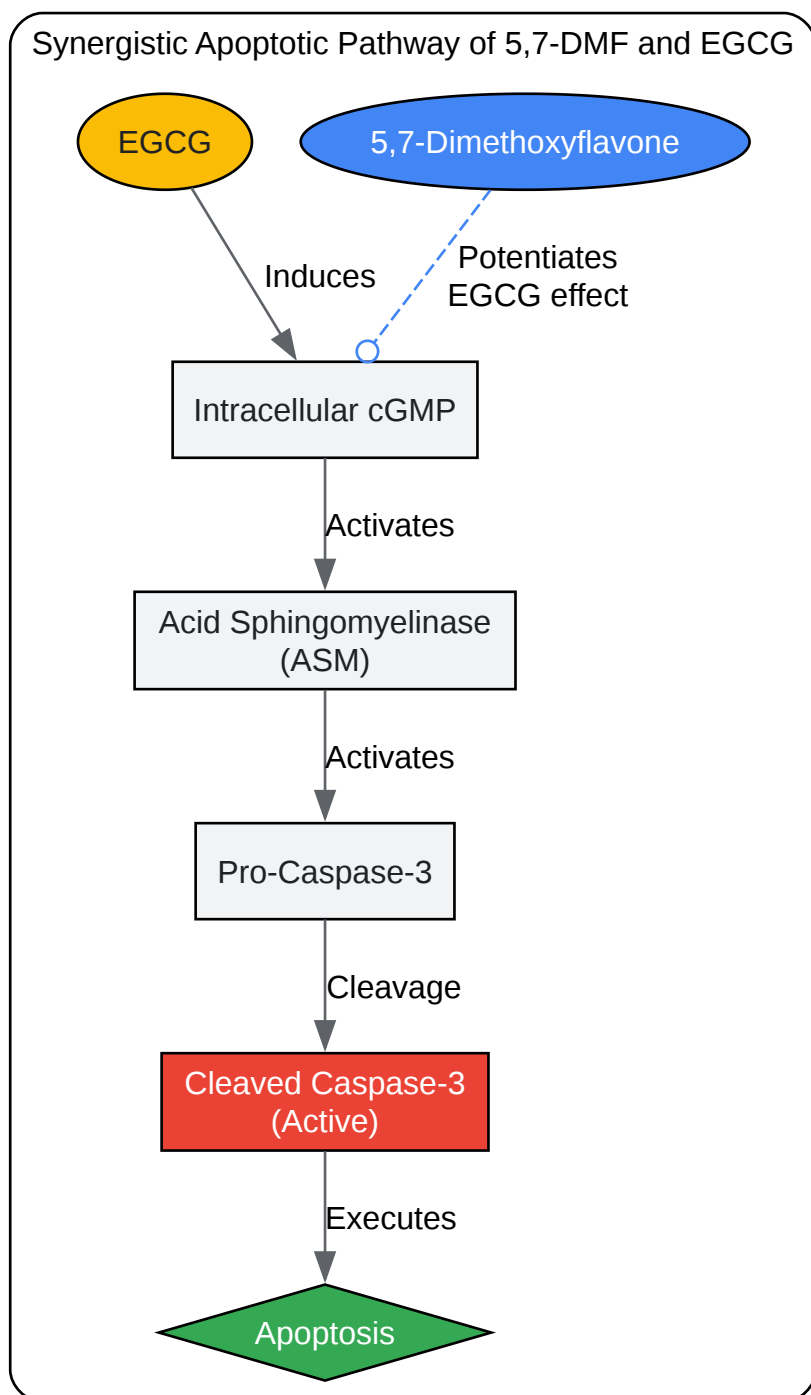 Synergistic Apoptotic Pathway of 5,7-DMF and EGCG
EGCG
5,7-Dimethoxyflavone
Induces
Potentiates
EGCG effect
Intracellular cGMP
Activates
Acid Sphingomyelinase
(ASM)
Activates
Pro-Caspase-3
Cleavage
Cleaved Caspase-3
(Active)
Executes
Apoptosis